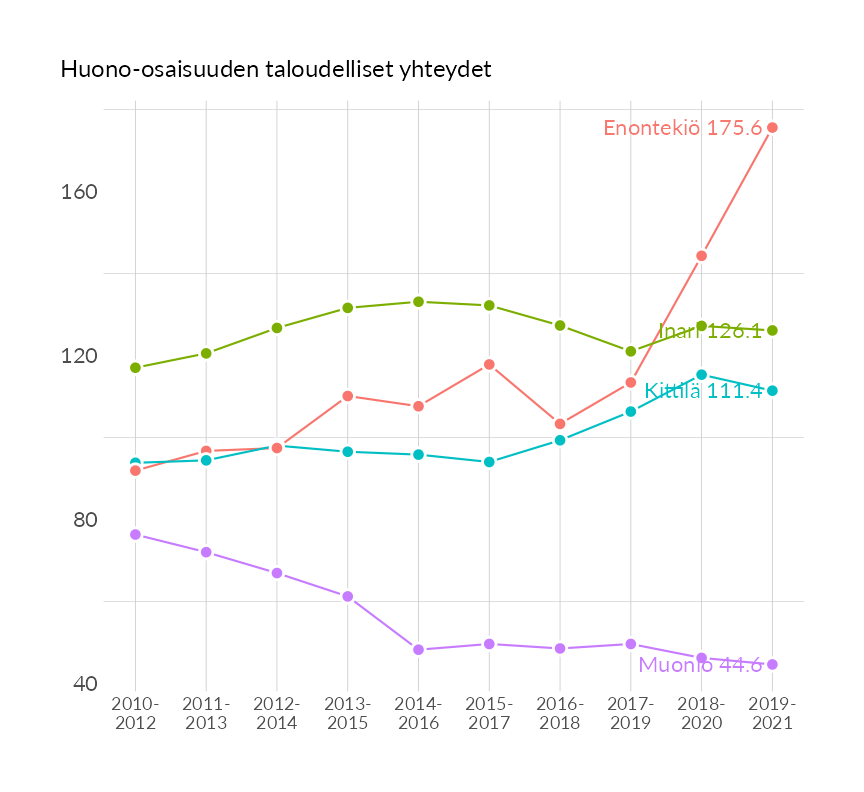 Huono-osaisuuden taloudelliset yhteydet
Enontekiö 175.6
160
Inari 126.1
120
Kittilä 111.4
80
Muonio 44.6
40
2010- 2011- 2012- 2013- 2014- 2015- 2016- 2017- 2018- 2019-
2012 2013 2014 2015 2016 2017 2018 2019 2020 2021